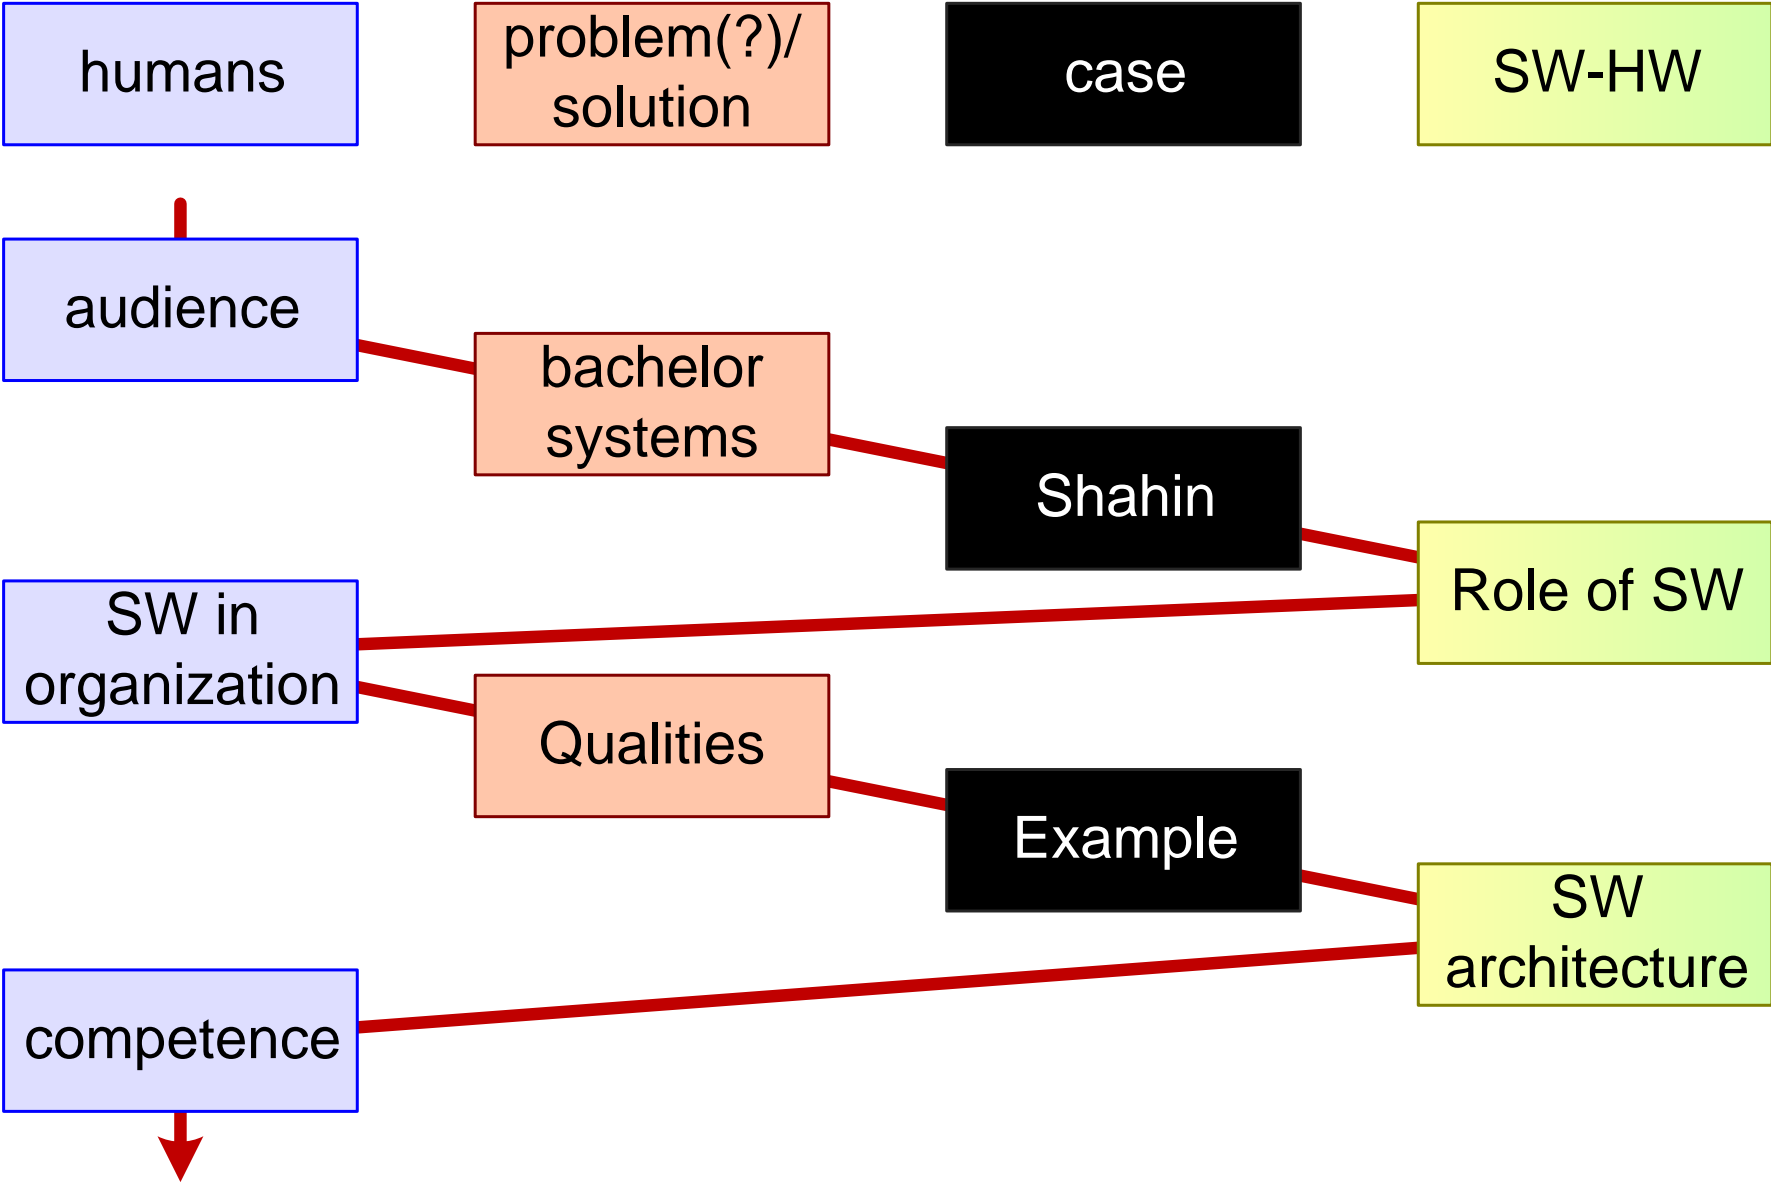 humans
problem(?)/
solution
case
SW-HW
audience
bachelor
systems
Shahin
Role of SW
SW in
organization
Qualities
Example
SW
architecture
competence